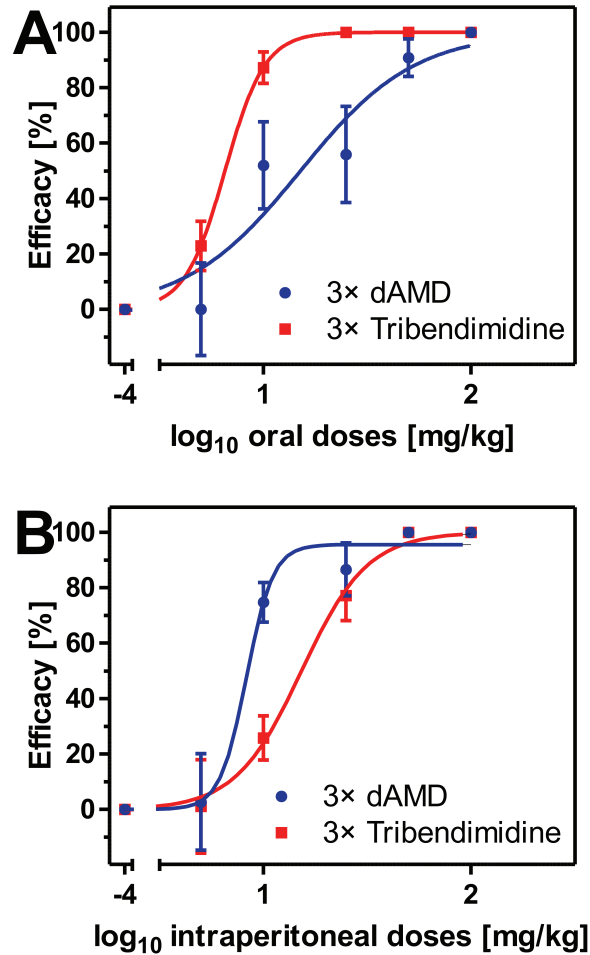 A
100
80
60
40
20
0
Efficacy [%]
3× dAMD
3× Tribendimidine
-4 1 2
log10 oral doses [mg/kg]
B
100
80
60
40
20
0
Efficacy [%]
3× dAMD
3× Tribendimidine
-4 1 2
log10 intraperitoneal doses [mg/kg]